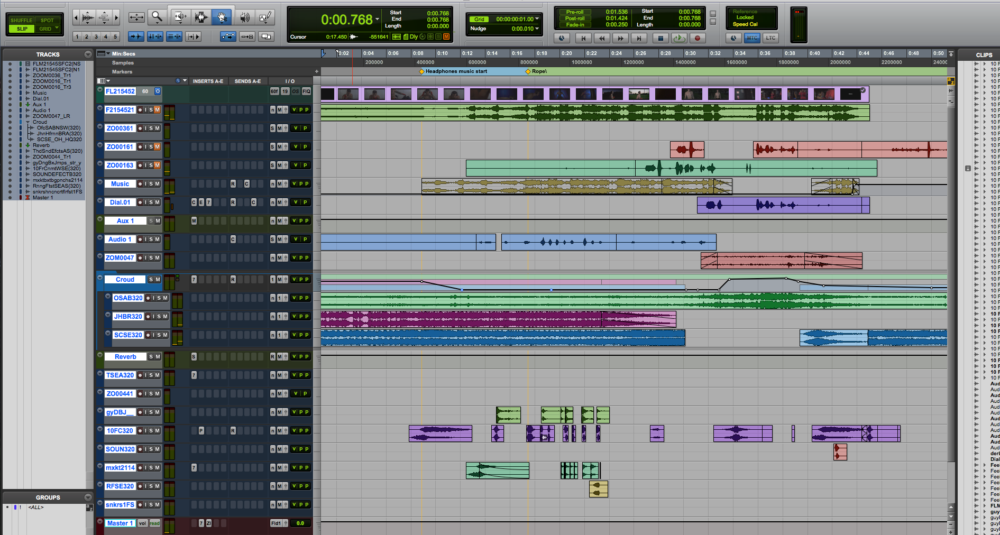 SHUFFLE SPOT
SLIP GRID
1 2 3 4 5
0:00.768
Start 0:00.768
End 0:00.768
Length 0:00.000
Cursor 0:17.450 -551641 Dly
Grid 00:00:00:01.00
Nudge 0:00.010
Pre-roll 0:01.536
Post-roll 0:01.424
Fade-in 0:00.250
Start 0:00.768
End 0:00.768
Length 0:00.000
Reference
Locked
Speed Cal
MTC LTC
TRACKS
FLM21545SFC2(NS
FLM21545SFC2(N1
ZOOM0036_Tr1
ZOOM0016_Tr1
ZOOM0016_Tr3
Music
Dial.01
Aux 1
Audio 1
ZOOM0047_LR
Croud
OfcSABNSW(320)
JhnHfrnnBRA(320)
SCSE_OH_HQ320
Reverb
ThdSndEfctsAS(320)
ZOOM0044_Tr1
gyDngBxJmps_str_y
10FrCnmtWSE(320)
SOUNDEFECTB320
mxktbxtbgpnchs2114
RnngFtstSEAS(320)
snkrshncncrtflrfst1FS
Master 1
GROUPS
! <ALL>
Min:Secs 0:02 0:04 0:06 0:08 0:10 0:12 0:14 0:16 0:18 0:20 0:22 0:24 0:26 0:28 0:30 0:32 0:34 0:36 0:38 0:40 0:42 0:44 0:46 0:48 0:50
Samples 200000 400000 600000 800000 1000000 1200000 1400000 1600000 1800000 2000000 2200000 24000
Markers Headphones music start Rope\
INSERTS A-E SENDS A-E I / O
FL215452 60 O 60f 19 OS FIQ
F2154521 I S M n M V P P
ZO00361 I S M S M V P
ZO00161 I S M S M V P
ZO00163 I S M S M V P
Music I S M R C n M V P P
Dial.01 I S M C E 7 R C n M V P P
Aux 1 S M M n M V P P
Audio 1 I S M C S M V P P
ZOM0047 I S M n M V P P
Croud S M 7 R 1 M V P P
OSAB320 I S M n 1 V P P
JHBR320 I S M n 1 V P P
SCSE320 I S M n 1 V P P
Reverb S M S R M V P P
TSEA320 I S M 7 n M V P P
ZO00441 I S M n M V P
gyDBJ__ I S M n M V P P
10FC320 I S M P R n M V P P
SOUN320 I S M n M V P P
mxkt2114 I S M 7 n M V P P
RFSE320 I S M n M V P P
snkrs1FS I S M n M V P P
Master 1 vol read 7 ZI Fld1 0.0
CLIPS